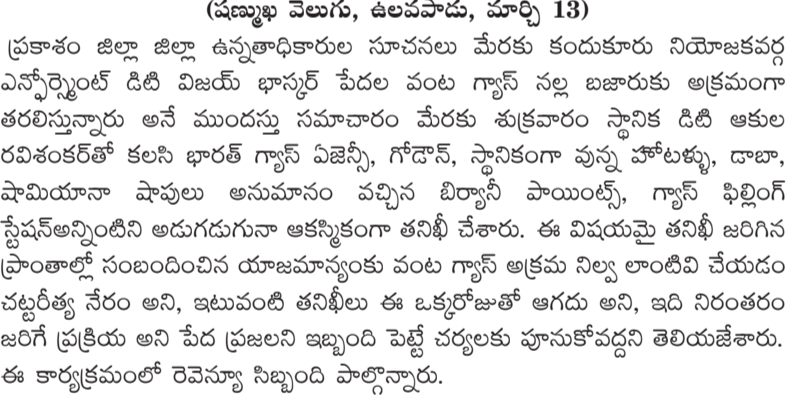 (షణ్ముఖ వెలుగు, ఉలవపాడు, మార్చి 13)
ప్రకాశం జిల్లా జిల్లా ఉన్నతాధికారుల సూచనలు మేరకు కందుకూరు నియోజకవర్గ
ఎన్ఫోర్స్మెంట్ డిటి విజయ్ భాస్కర్ పేదల వంట గ్యాస్ నల్ల బజారుకు అక్రమంగా
తరలిస్తున్నారు అనే ముందస్తు సమాచారం మేరకు శుక్రవారం స్థానిక డిటి ఆకుల
రవిశంకర్‌తో కలసి భారత్ గ్యాస్ ఏజెన్సీ, గోడౌన్, స్థానికంగా వున్న హోటళ్ళు, డాబా,
షామియానా షాపులు అనుమానం వచ్చిన బిర్యానీ పాయింట్స్, గ్యాస్ ఫిల్లింగ్
స్టేషన్‌అన్నింటిని అడుగడుగునా ఆకస్మికంగా తనిఖీ చేశారు. ఈ విషయమై తనిఖీ జరిగిన
ప్రాంతాల్లో సంబందించిన యాజమాన్యంకు వంట గ్యాస్ అక్రమ నిల్వ లాంటివి చేయడం
చట్టరీత్య నేరం అని, ఇటువంటి తనిఖీలు ఈ ఒక్కరోజుతో ఆగదు అని, ఇది నిరంతరం
జరిగే ప్రక్రియ అని పేద ప్రజలని ఇబ్బంది పెట్టే చర్యలకు పూనుకోవద్దని తెలియజేశారు.
ఈ కార్యక్రమంలో రెవెన్యూ సిబ్బంది పాల్గొన్నారు.